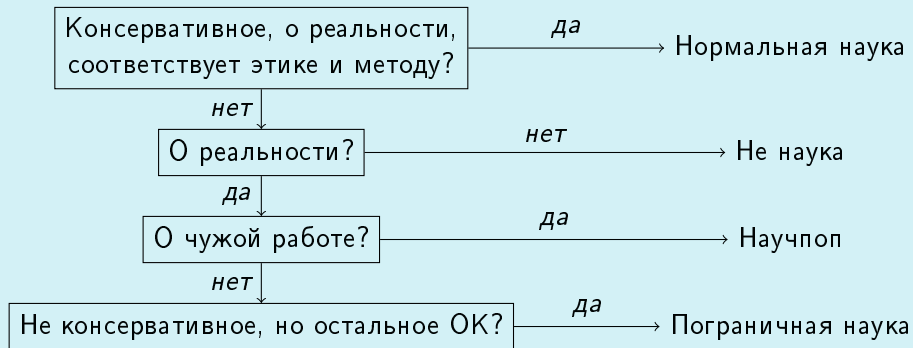 Консервативное, о реальности,
соответствует этике и методу?
да
Нормальная наука
нет
О реальности?
нет
Не наука
да
О чужой работе?
да
Научпоп
нет
Не консервативное, но остальное ОК?
да
Пограничная наука